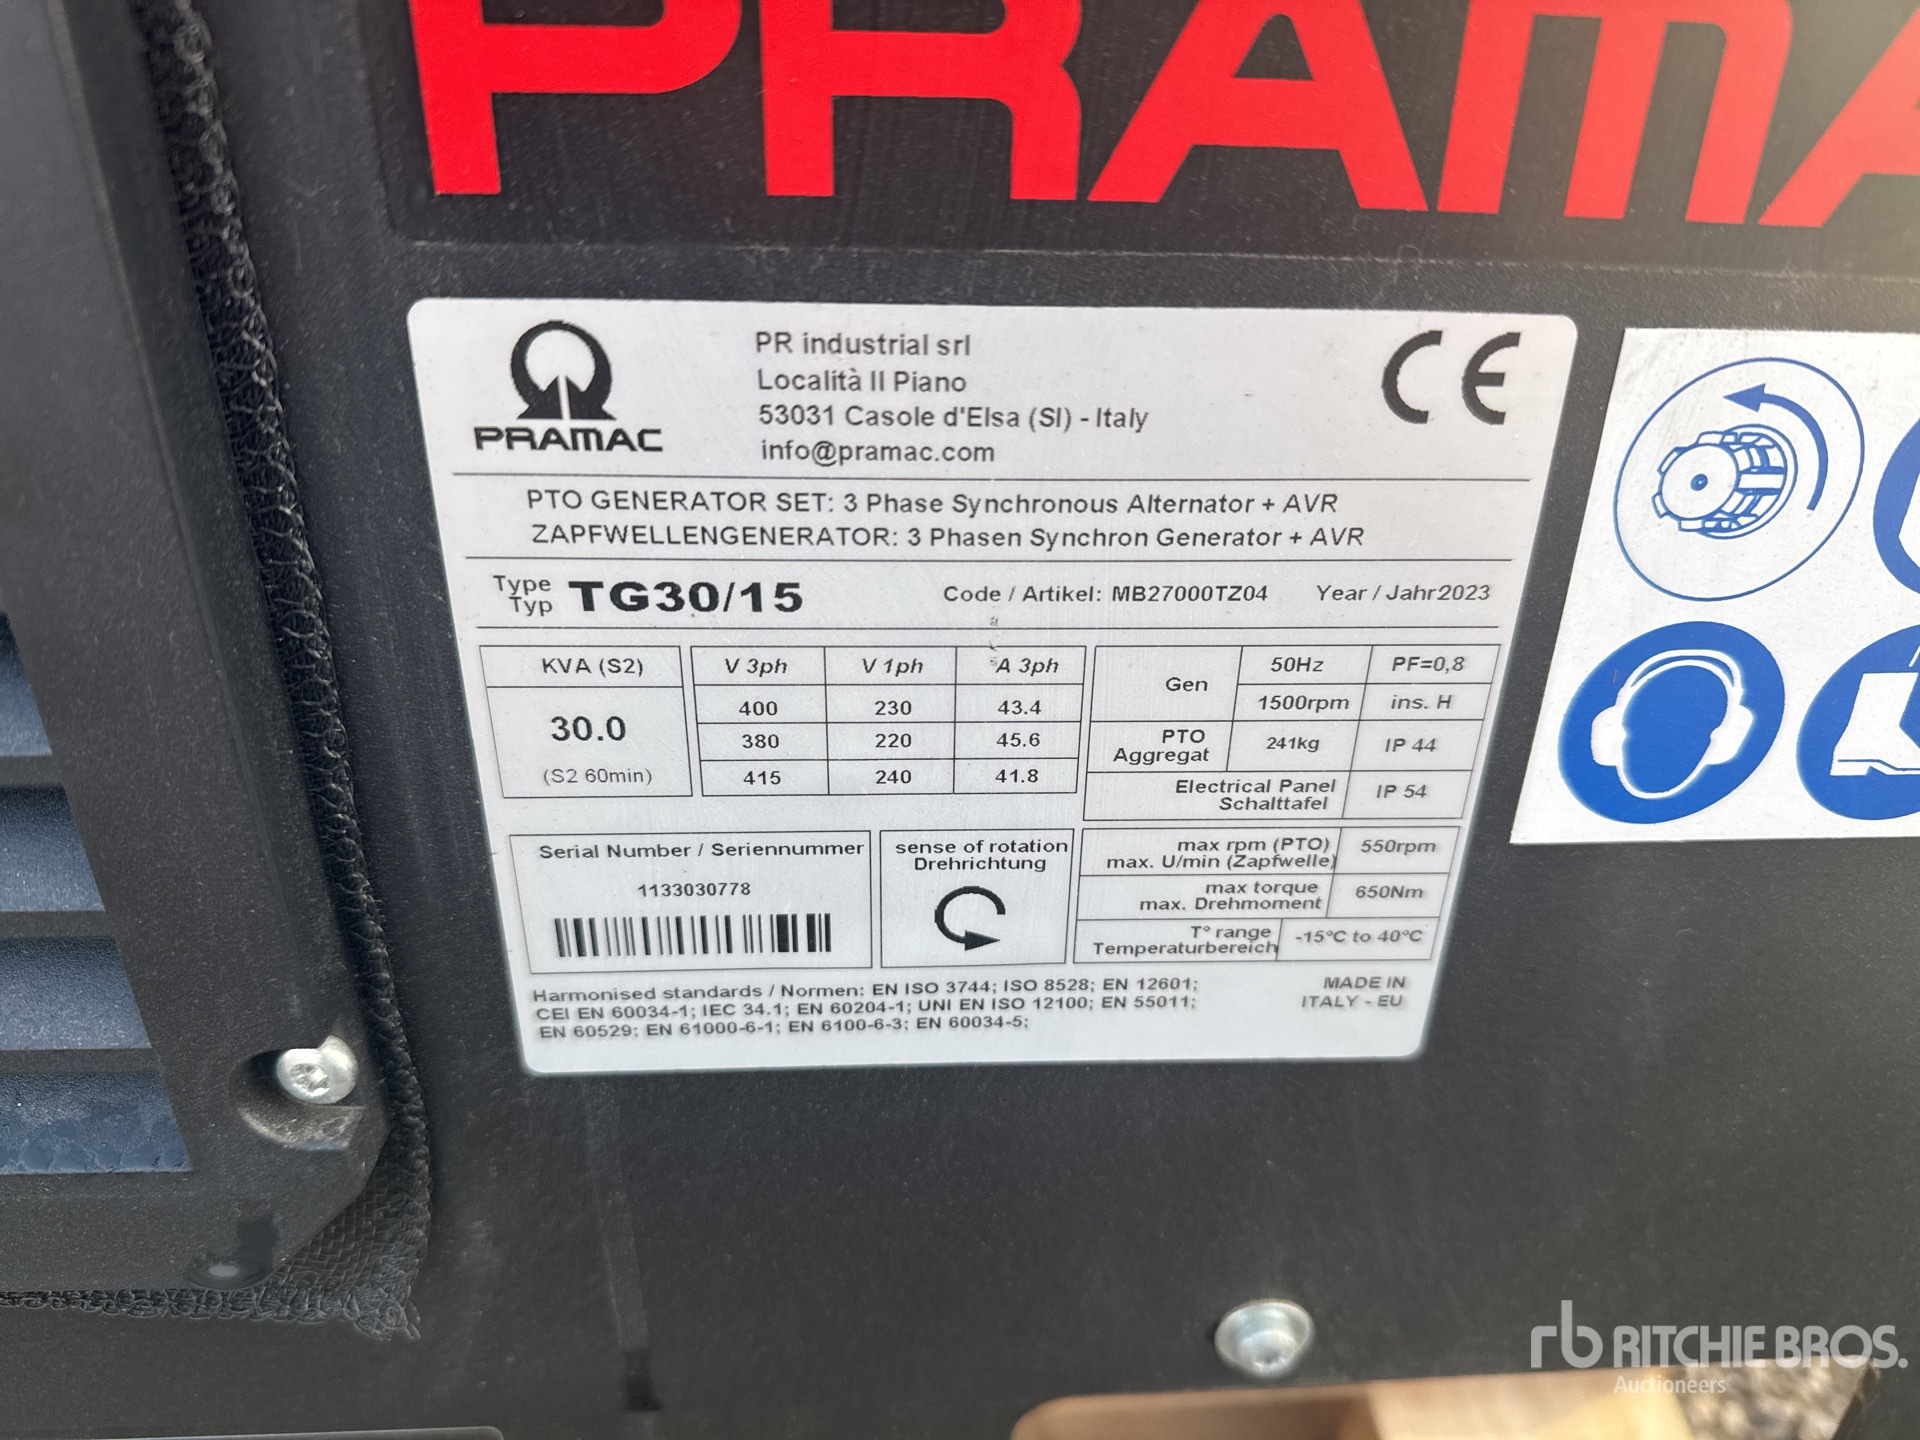 PRAMA
PRAMAC
PR industrial srl
Località Il Piano
53031 Casole d'Elsa (SI) - Italy
info@pramac.com
CE
PTO GENERATOR SET: 3 Phase Synchronous Alternator + AVR
ZAPFWELLENGENERATOR: 3 Phasen Synchron Generator + AVR
Type
Typ
TG30/15
Code / Artikel: MB27000TZ04
Year / Jahr2023
KVA (S2)
30.0
(S2 60min)
V 3ph V 1ph A 3ph
400 230 43.4
380 220 45.6
415 240 41.8
Gen 50Hz PF=0,8
1500rpm ins. H
PTO
Aggregat
241kg IP 44
Electrical Panel
Schalttafel
IP 54
Serial Number / Seriennummer
1133030778
sense of rotation
Drehrichtung
max rpm (PTO)
max. U/min (Zapfwelle)
550rpm
max torque
max. Drehmoment
650Nm
T° range
Temperaturbereich
-15°C to 40°C
Harmonised standards / Normen: EN ISO 3744; ISO 8528; EN 12601;
CEI EN 60034-1; IEC 34.1; EN 60204-1; UNI EN ISO 12100; EN 55011;
EN 60529; EN 61000-6-1; EN 6100-6-3; EN 60034-5;
MADE IN
ITALY - EU
rb RITCHIE BROS.
Auctioneers